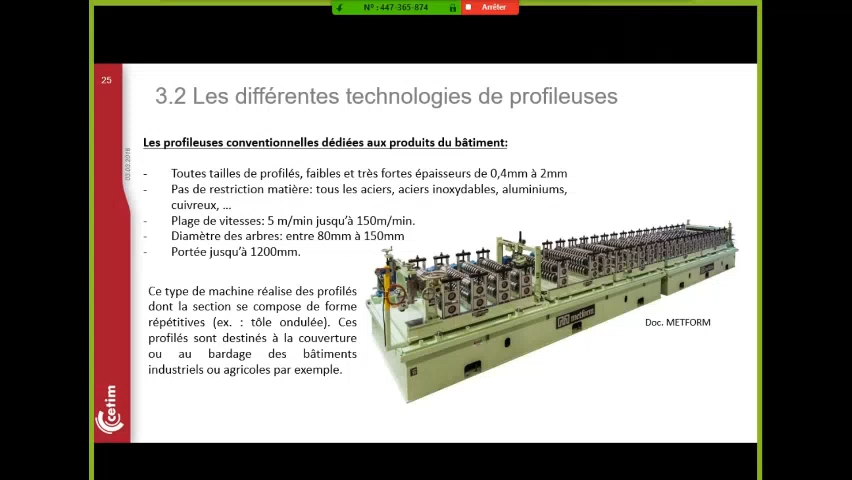 N° : 447-365-874
Arrêter
25
3.2 Les différentes technologies de profileuses
Les profileuses conventionnelles dédiées aux produits du bâtiment:
- Toutes tailles de profilés, faibles et très fortes épaisseurs de 0,4mm à 2mm
- Pas de restriction matière: tous les aciers, aciers inoxydables, aluminiums,
cuivreux, …
- Plage de vitesses: 5 m/min jusqu'à 150m/min.
- Diamètre des arbres: entre 80mm à 150mm
- Portée jusqu'à 1200mm.
Ce type de machine réalise des profilés
dont la section se compose de forme
répétitives (ex. : tôle ondulée). Ces
profilés sont destinés à la couverture
ou au bardage des bâtiments
industriels ou agricoles par exemple.
metform
Doc. METFORM
cetim